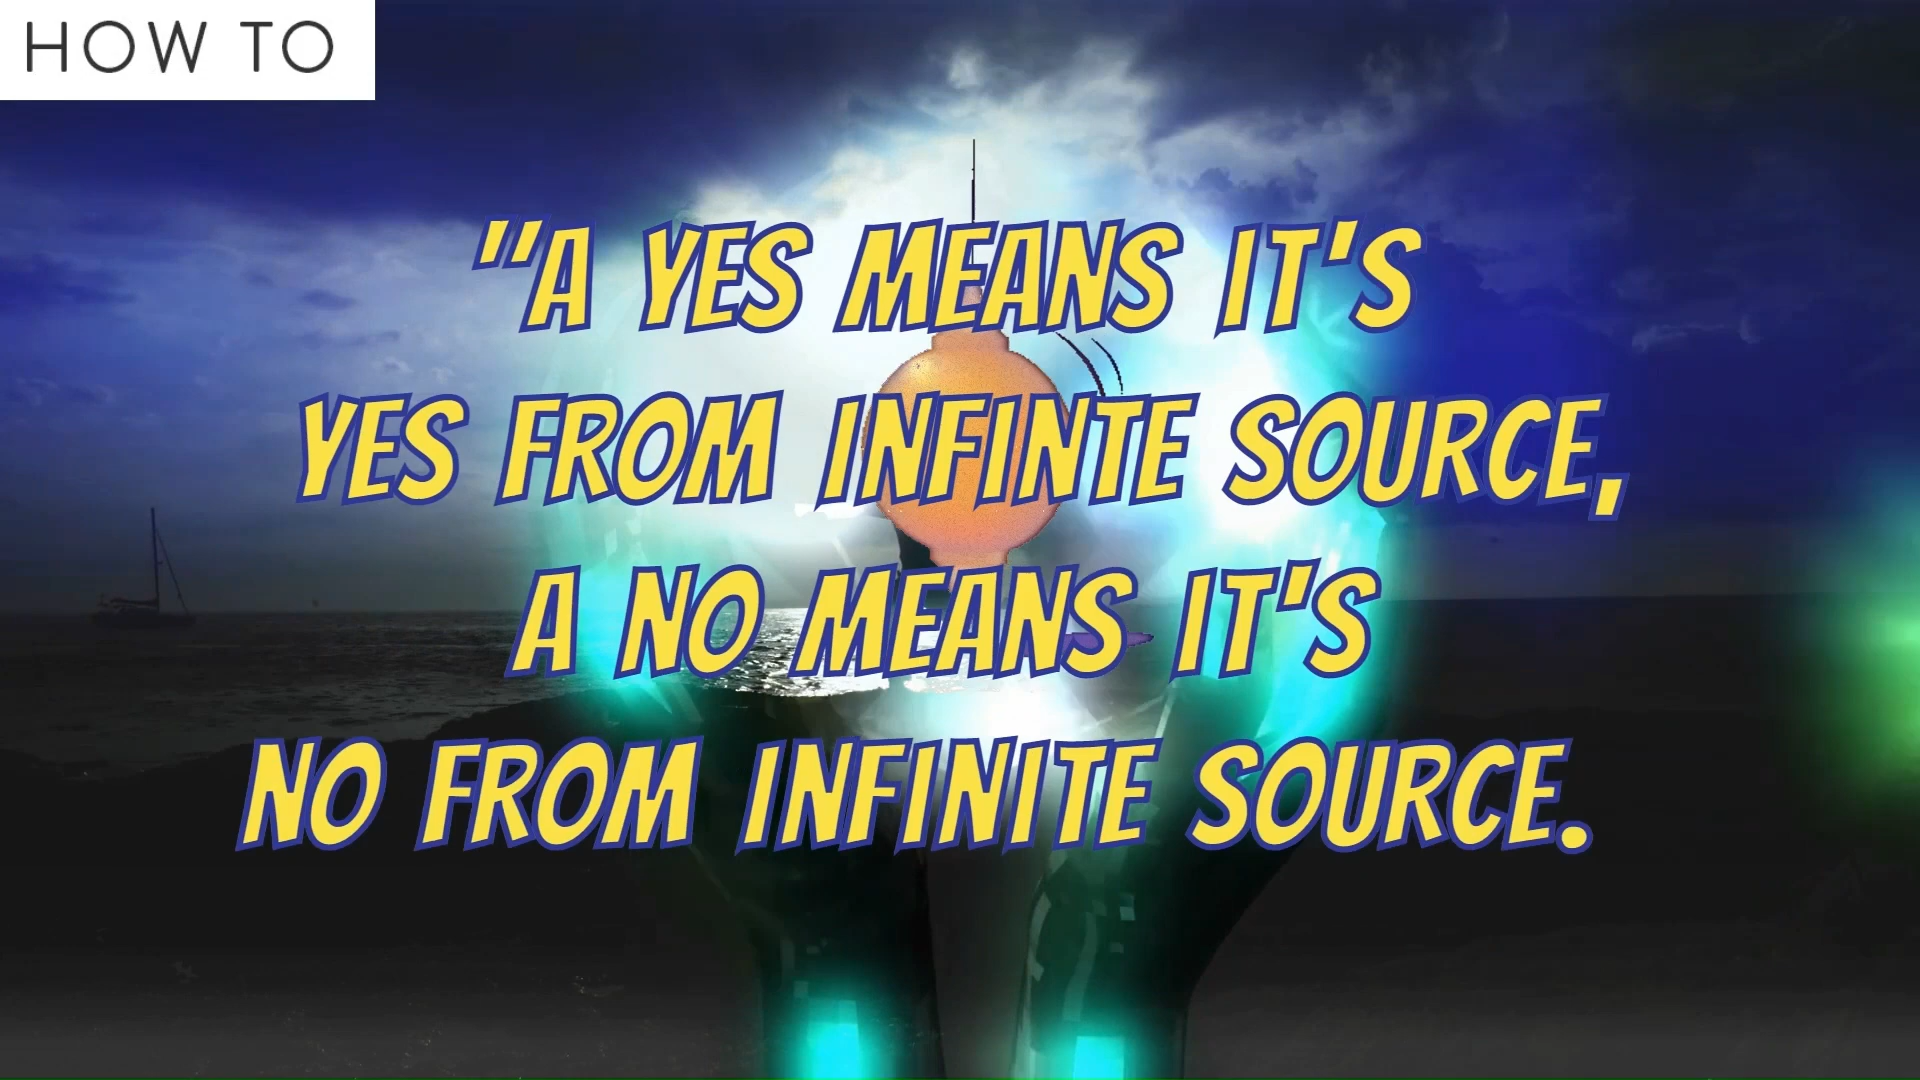 HOW TO
"A YES MEANS IT'S
YES FROM INFINTE SOURCE,
A NO MEANS IT'S
NO FROM INFINITE SOURCE.